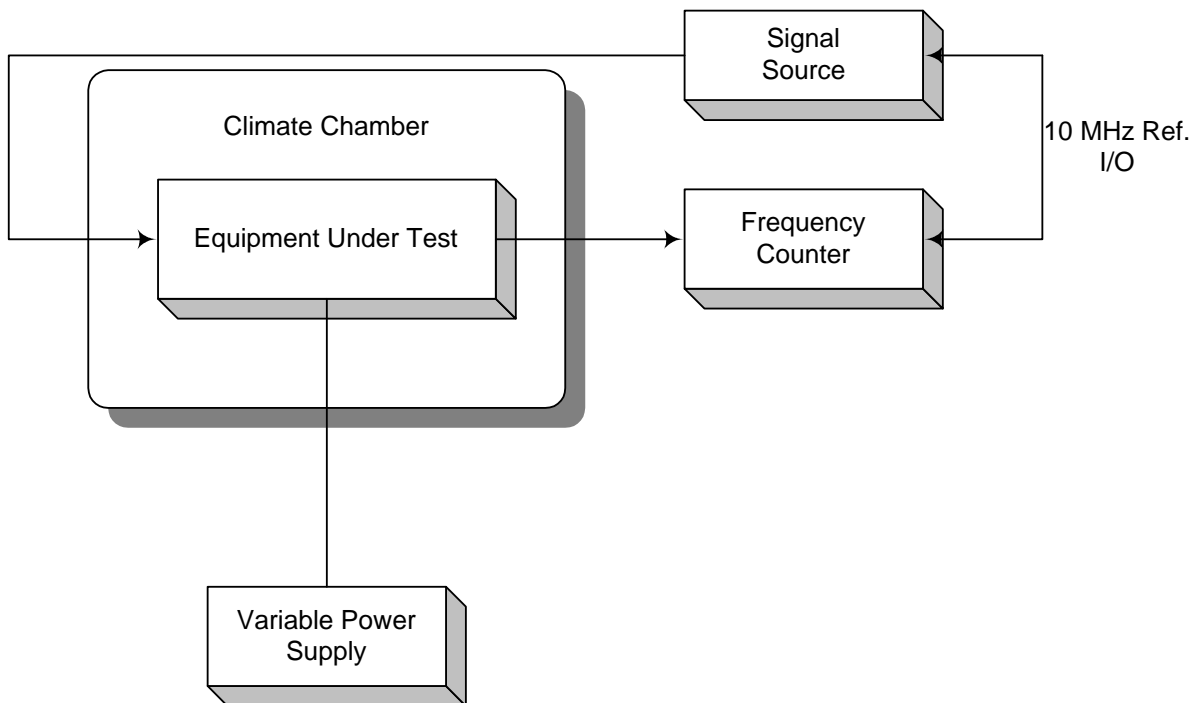 Signal
Source
Climate Chamber
10 MHz Ref.
I/O
Equipment Under Test
Frequency
Counter
Variable Power
Supply